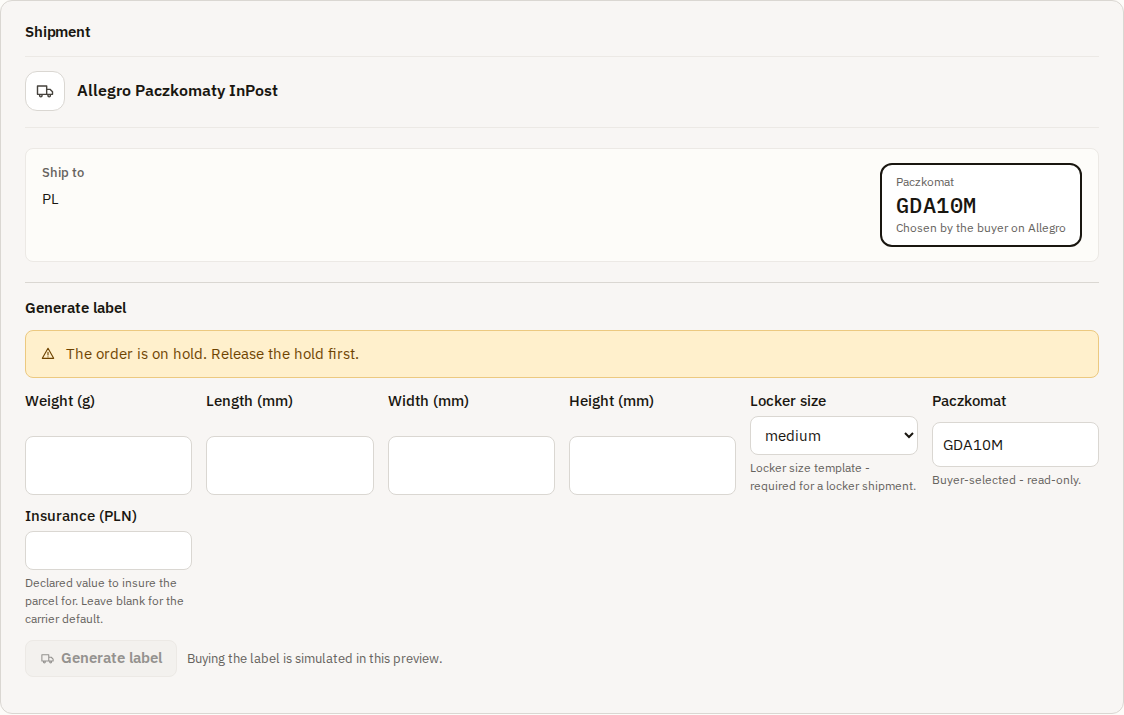 Shipment
Allegro Paczkomaty InPost
Ship to
PL
Paczkomat
GDA10M
Chosen by the buyer on Allegro
Generate label
The order is on hold. Release the hold first.
Weight (g)
Length (mm)
Width (mm)
Height (mm)
Locker size
medium
Locker size template -
required for a locker shipment.
Paczkomat
GDA10M
Buyer-selected - read-only.
Insurance (PLN)
Declared value to insure the
parcel for. Leave blank for the
carrier default.
Generate label
Buying the label is simulated in this preview.